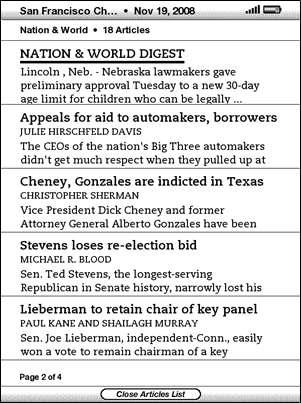 San Francisco Ch... • Nov 19, 2008
Nation & World • 18 Articles
NATION & WORLD DIGEST
Lincoln , Neb. - Nebraska lawmakers gave
preliminary approval Tuesday to a new 30-day
age limit for children who can be legally ...
Appeals for aid to automakers, borrowers
JULIE HIRSCHFELD DAVIS
The CEOs of the nation's Big Three automakers
didn't get much respect when they pulled up at
Cheney, Gonzales are indicted in Texas
CHRISTOPHER SHERMAN
Vice President Dick Cheney and former
Attorney General Alberto Gonzales have been
Stevens loses re-election bid
MICHAEL R. BLOOD
Sen. Ted Stevens, the longest-serving
Republican in Senate history, narrowly lost his
Lieberman to retain chair of key panel
PAUL KANE AND SHAILAGH MURRAY
Sen. Joe Lieberman, independent-Conn., easily
won a vote to remain chairman of a key
Page 2 of 4
Close Articles List